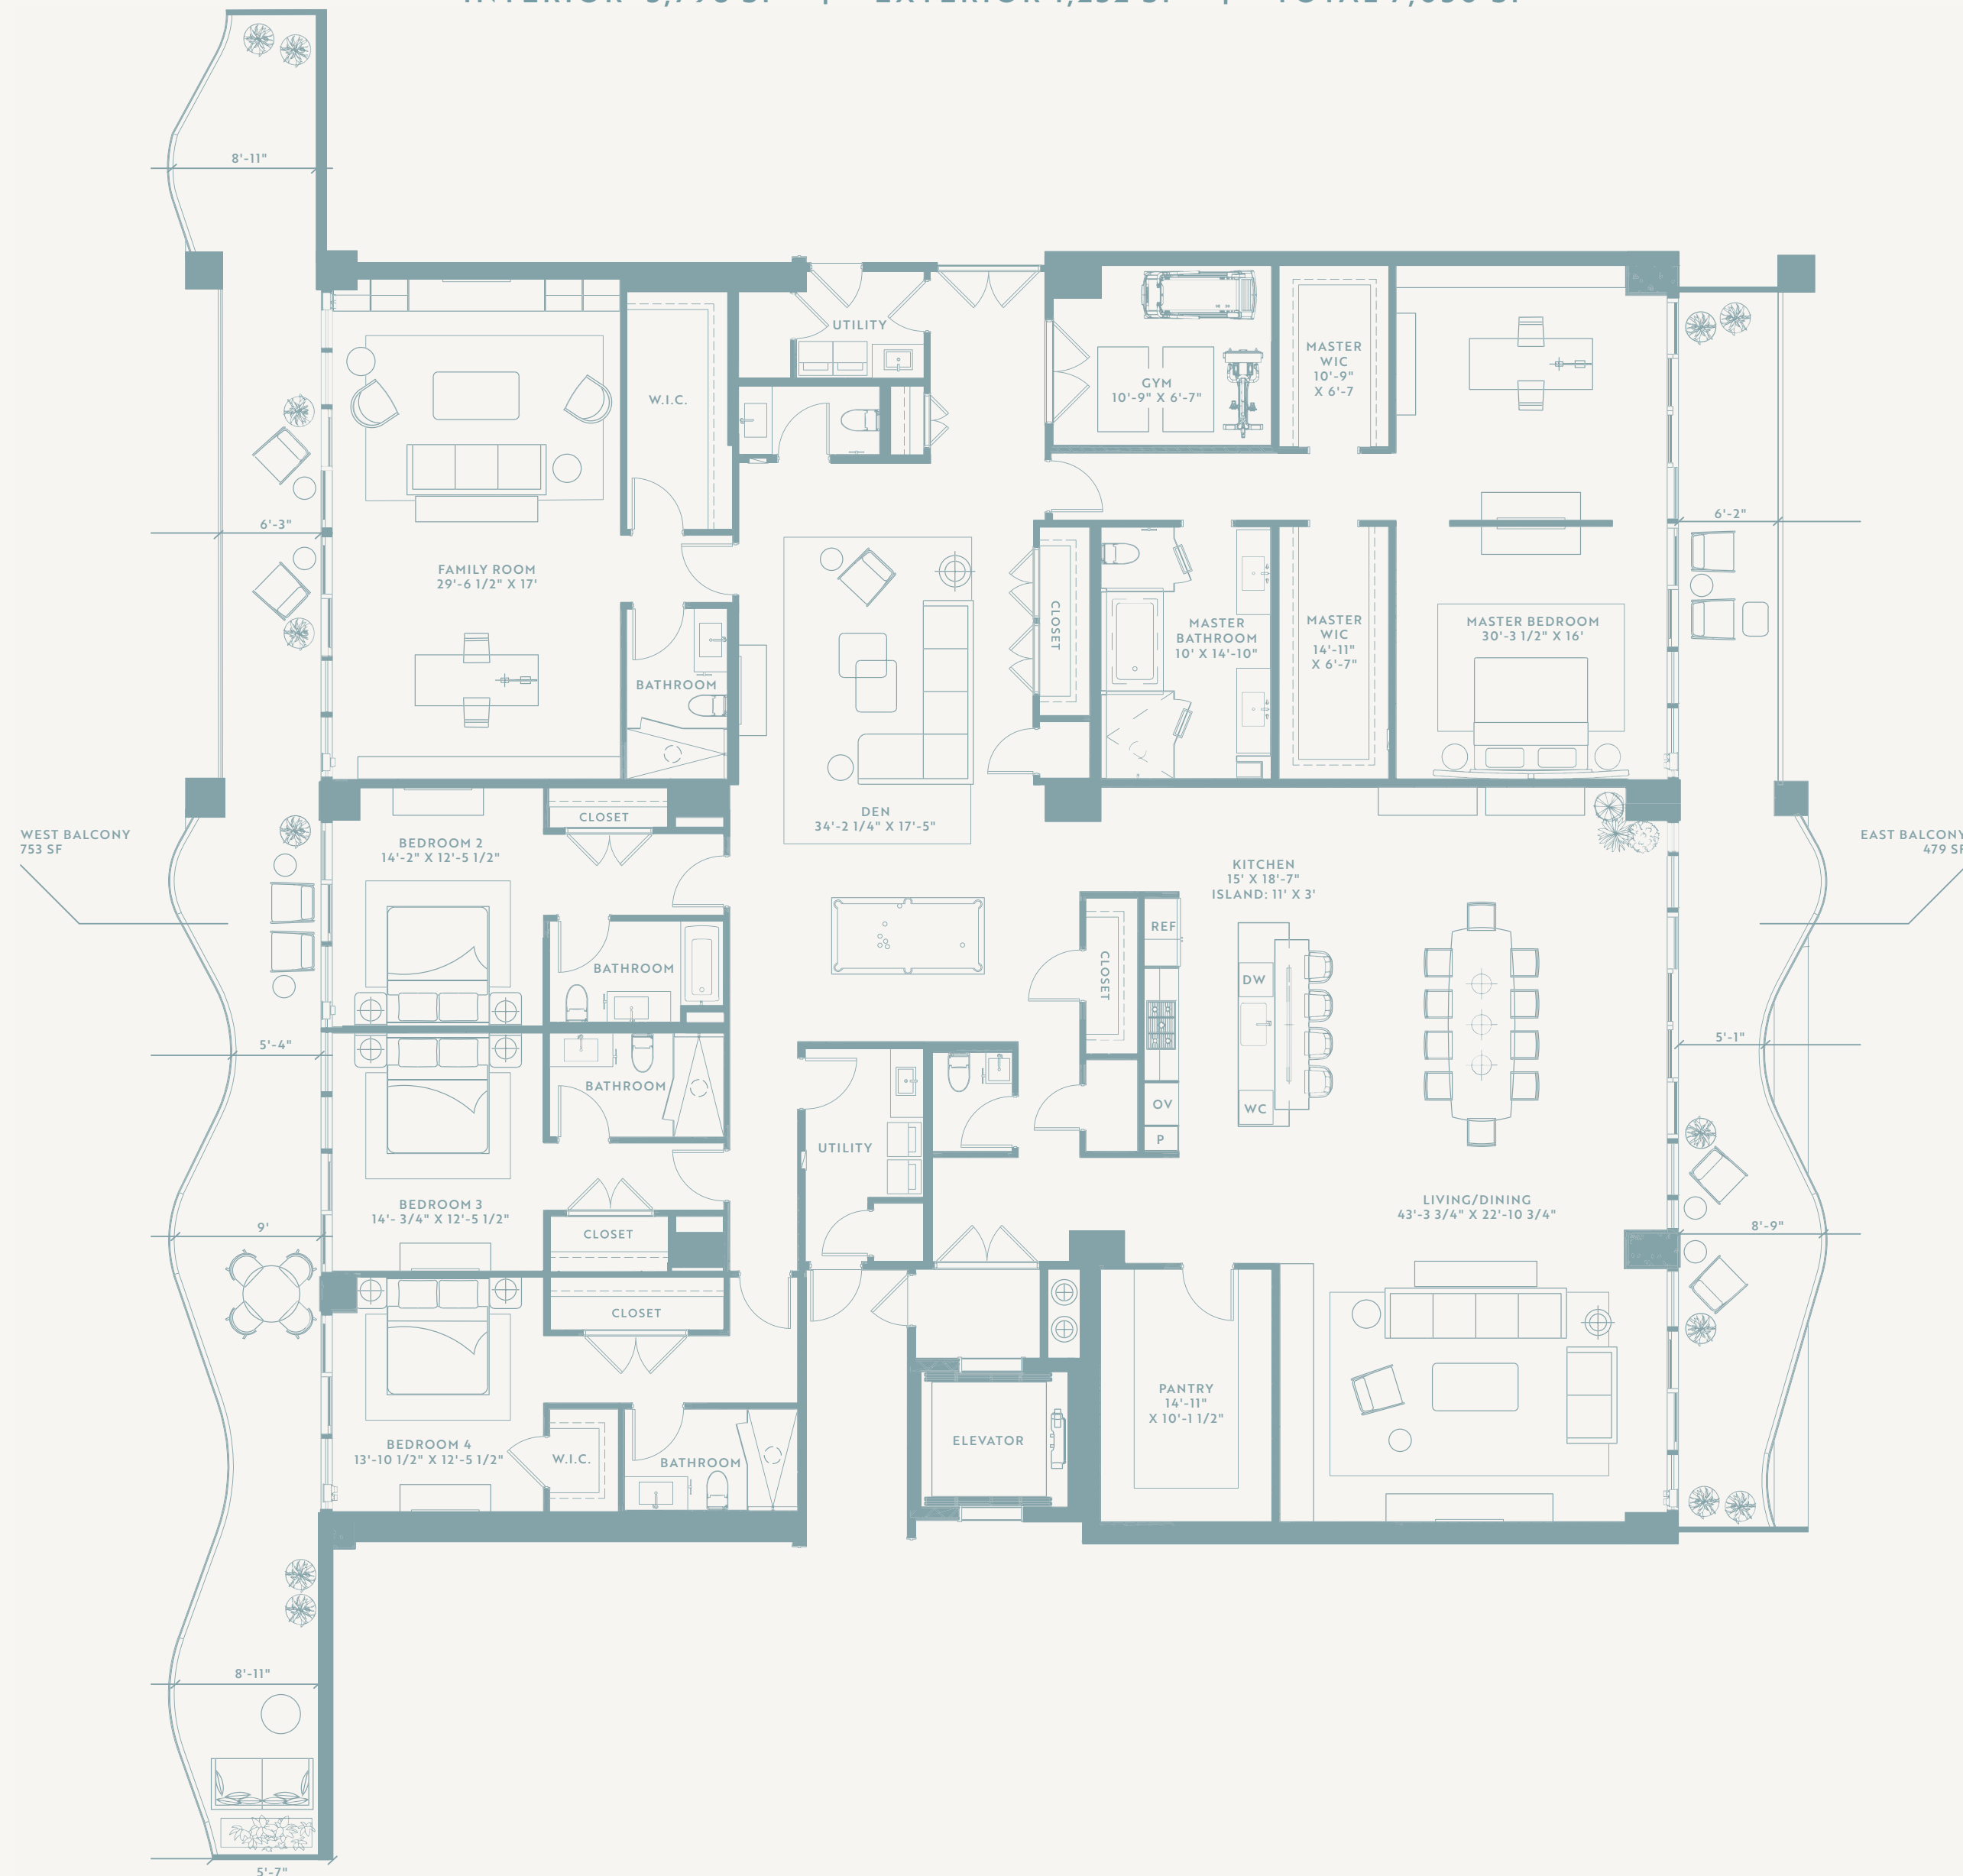 8'-11"
UTILITY
MASTER
WIC
10'-9"
X 6'-7
GYM
10'-9" X 6'-7"
W.I.C.
6'-3"
6'-2"
FAMILY ROOM
29'-6 1/2" X 17'
CLOSET
MASTER
BATHROOM
10' X 14'-10"
MASTER
WIC
14'-11"
X 6'-7"
MASTER BEDROOM
30'-3 1/2" X 16'
BATHROOM
DEN
34'-2 1/4" X 17'-5"
CLOSET
WEST BALCONY
753 SF
EAST BALCONY
479 SF
BEDROOM 2
14'-2" X 12'-5 1/2"
KITCHEN
15' X 18'-7"
ISLAND: 11' X 3'
REF
BATHROOM
CLOSET
DW
5'-4"
5'-1"
BATHROOM
OV
WC
P
UTILITY
BEDROOM 3
14'- 3/4" X 12'-5 1/2"
LIVING/DINING
43'-3 3/4" X 22'-10 3/4"
9'
CLOSET
8'-9"
CLOSET
PANTRY
14'-11"
X 10'-1 1/2"
ELEVATOR
BEDROOM 4
13'-10 1/2" X 12'-5 1/2"
W.I.C.
BATHROOM
8'-11"
5'-7"